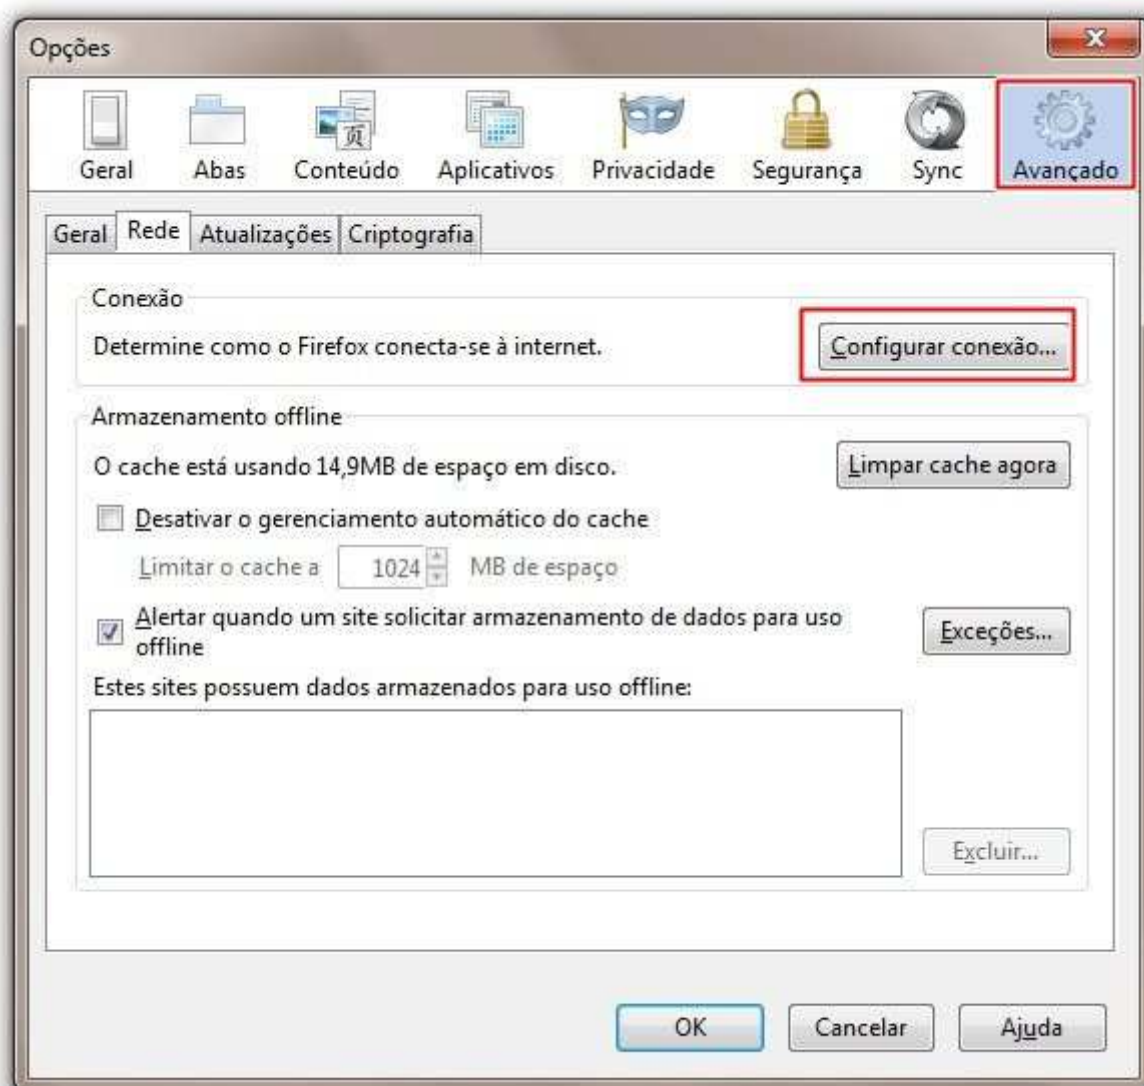 Opções
Geral
Abas
Conteúdo
Aplicativos
Privacidade
Segurança
Sync
Avançado
Geral
Rede
Atualizações
Criptografia
Conexão
Determine como o Firefox conecta-se à internet.
Configurar conexão...
Armazenamento offline
O cache está usando 14,9MB de espaço em disco.
Limpar cache agora
Desativar o gerenciamento automático do cache
Limitar o cache a 1024 MB de espaço
Alertar quando um site solicitar armazenamento de dados para uso
offline
Exceções...
Estes sites possuem dados armazenados para uso offline:
Excluir...
OK
Cancelar
Ajuda